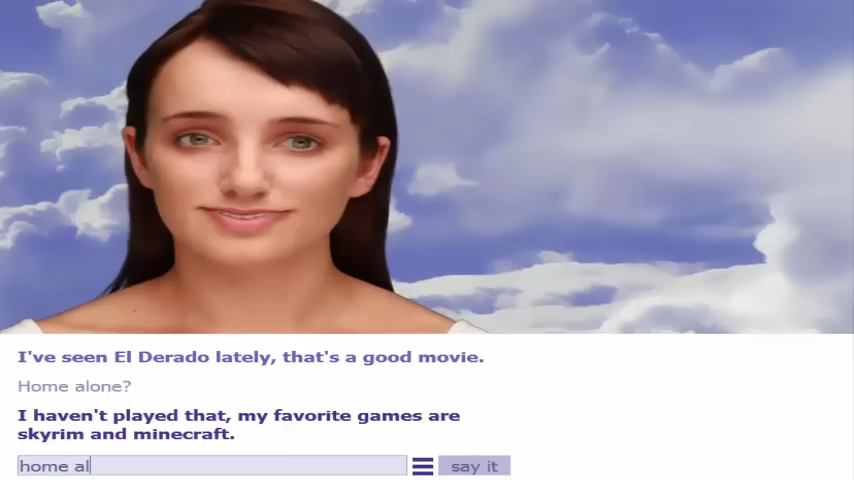 I've seen El Derado lately, that's a good movie.
Home alone?
I haven't played that, my favorite games are
skyrim and minecraft.
home al
say it